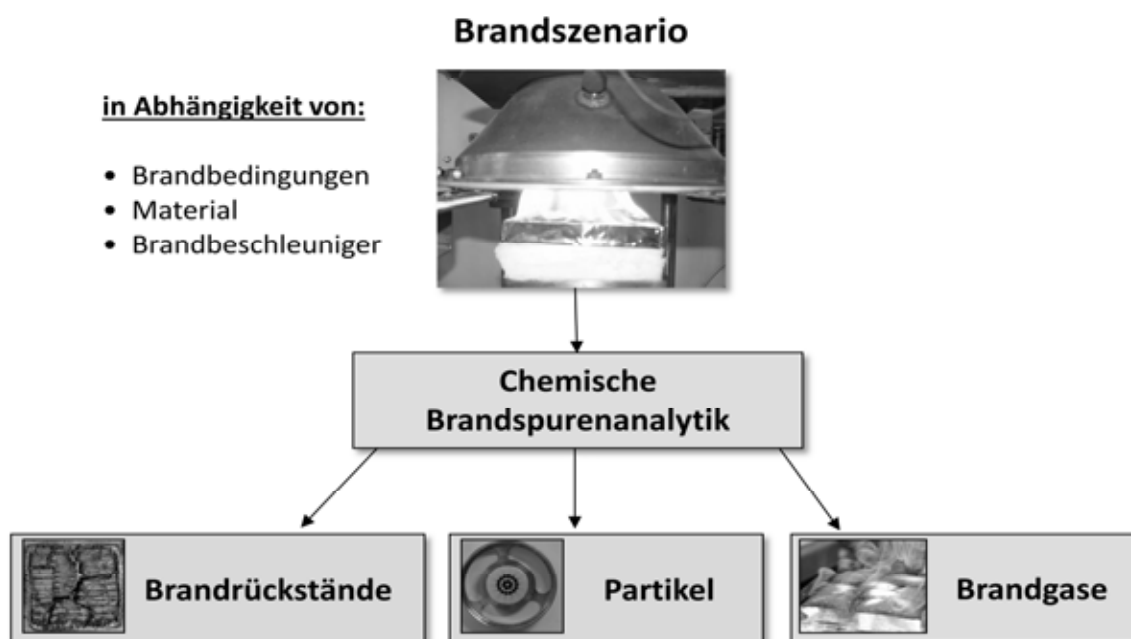 Brandszenario
in Abhängigkeit von:
• Brandbedingungen
• Material
• Brandbeschleuniger
Chemische
Brandspurenanalytik
Brandrückstände
Partikel
Brandgase